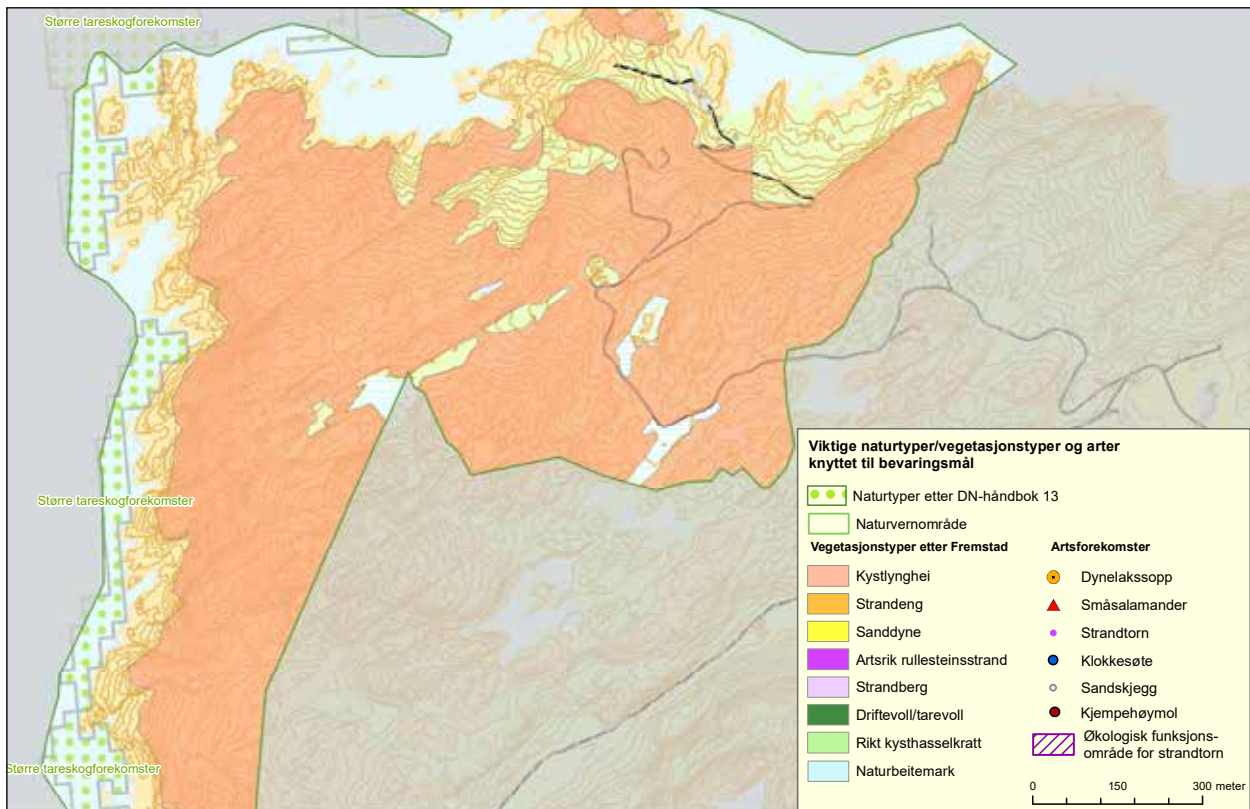 Større tareskogforekomster
Større tareskogforekomster
Større tareskogforekomster
Viktige naturtyper/vegetasjonstyper og arter
knyttet til bevaringsmål
Naturtyper etter DN-håndbok 13
Naturvernområde
Vegetasjonstyper etter Fremstad
Kystlynghei
Strandeng
Sanddyne
Artsrik rullesteinsstrand
Strandberg
Driftevoll/tarevoll
Rikt kysthasselkratt
Naturbeitemark
Artsforekomster
Dynelakssopp
Småsalamander
Strandtorn
Klokkesøte
Sandskjegg
Kjempehøymol
Økologisk funksjons-
område for strandtorn
0 150 300 meter